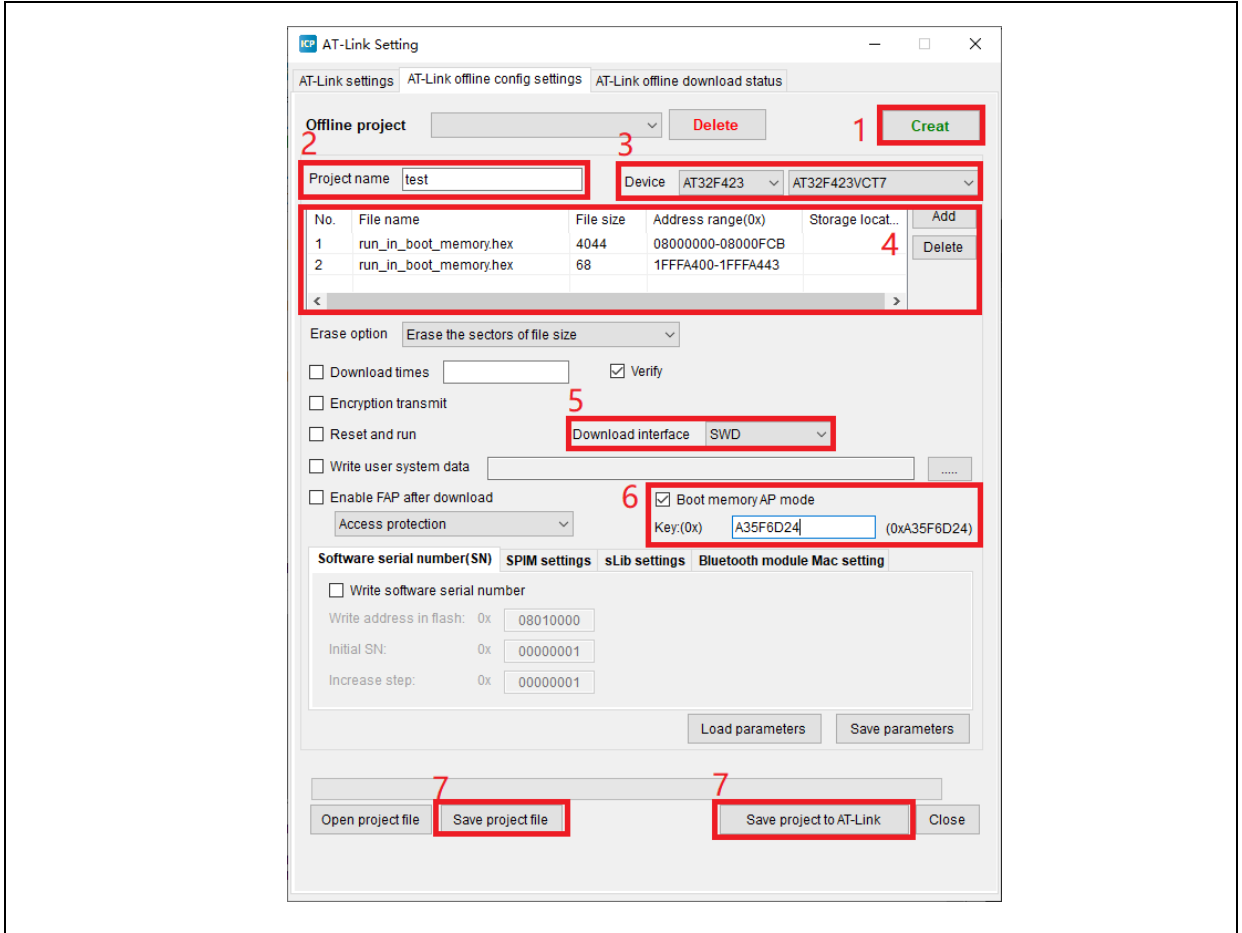 ICP AT-Link Setting
AT-Link settings AT-Link offline config settings AT-Link offline download status
Offline project Delete 1 Creat
2 3
Project name test Device AT32F423 AT32F423VCT7
No. File name File size Address range(0x) Storage locat... Add
1 run_in_boot_memory.hex 4044 08000000-08000FCB 4 Delete
2 run_in_boot_memory.hex 68 1FFFA400-1FFFA443
Erase option Erase the sectors of file size
Download times Verify
Encryption transmit 5
Reset and run Download interface SWD
Write user system data .....
Enable FAP after download 6 Boot memory AP mode
Access protection Key:(0x) A35F6D24 (0xA35F6D24)
Software serial number(SN) SPIM settings sLib settings Bluetooth module Mac setting
Write software serial number
Write address in flash: 0x 08010000
Initial SN: 0x 00000001
Increase step: 0x 00000001
Load parameters Save parameters
7 7
Open project file Save project file Save project to AT-Link Close